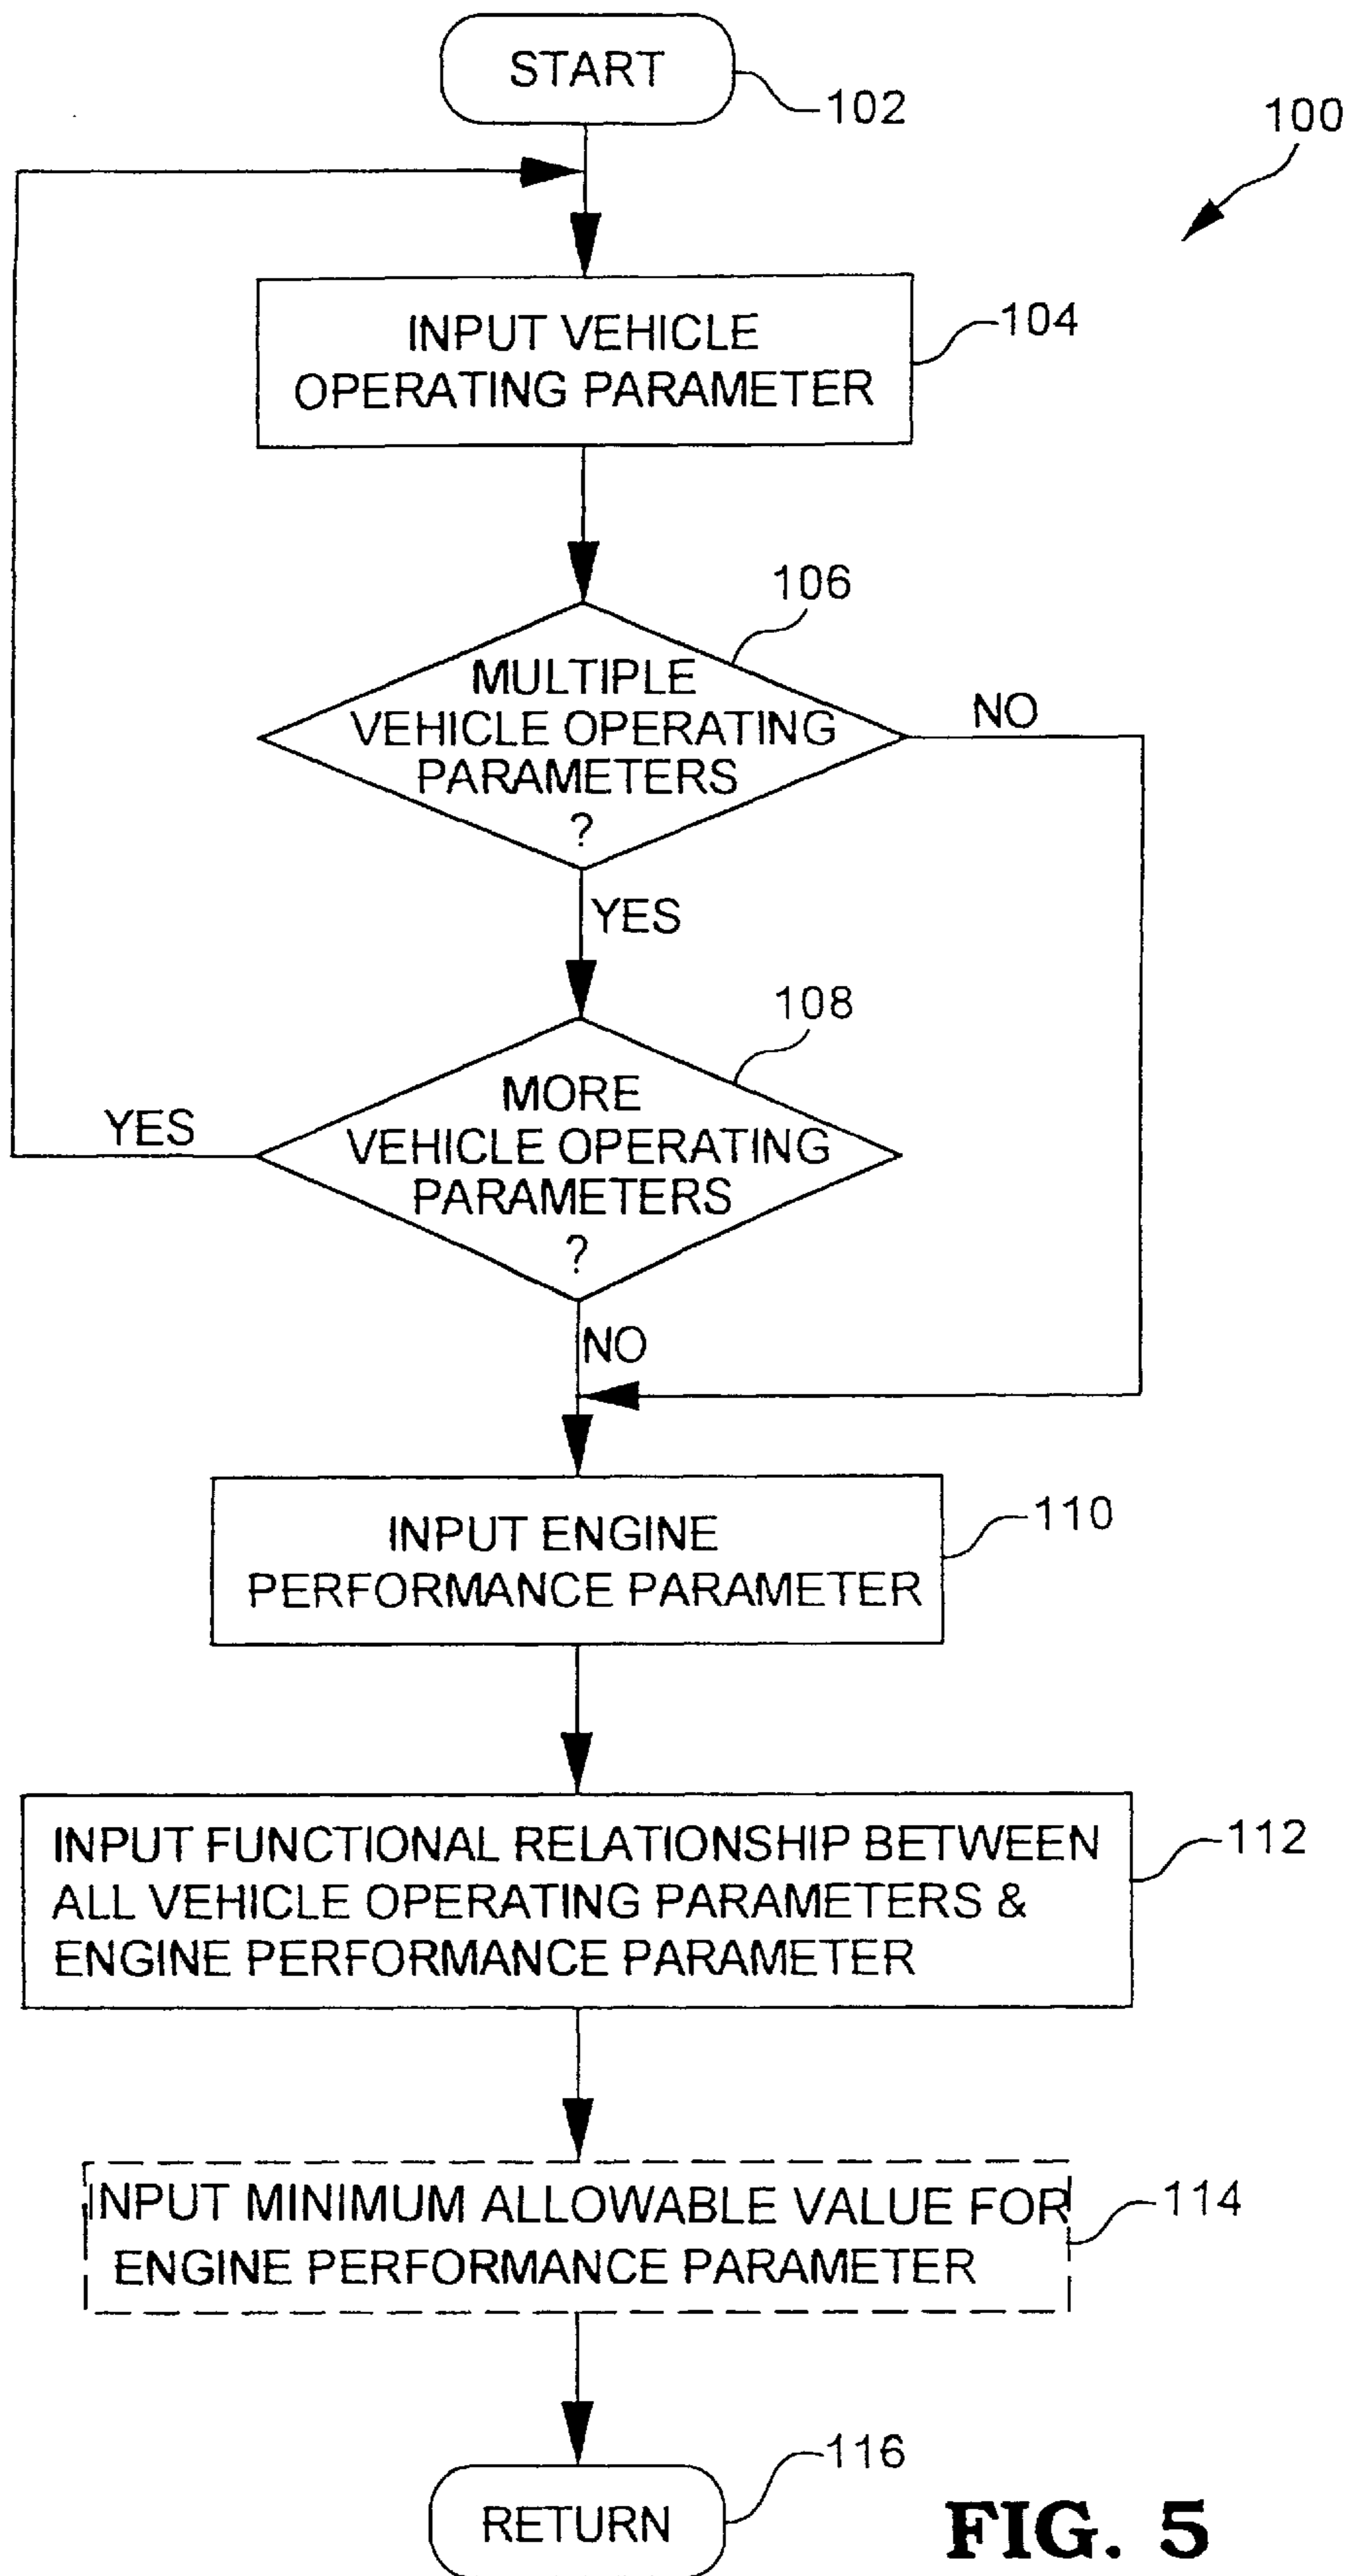 START
102
100
INPUT VEHICLE
OPERATING PARAMETER
104
106
MULTIPLE
VEHICLE OPERATING
PARAMETERS
?
NO
YES
108
MORE
VEHICLE OPERATING
PARAMETERS
?
YES
NO
INPUT ENGINE
PERFORMANCE PARAMETER
110
INPUT FUNCTIONAL RELATIONSHIP BETWEEN
ALL VEHICLE OPERATING PARAMETERS &
ENGINE PERFORMANCE PARAMETER
112
INPUT MINIMUM ALLOWABLE VALUE FOR
ENGINE PERFORMANCE PARAMETER
114
116
RETURN
FIG. 5